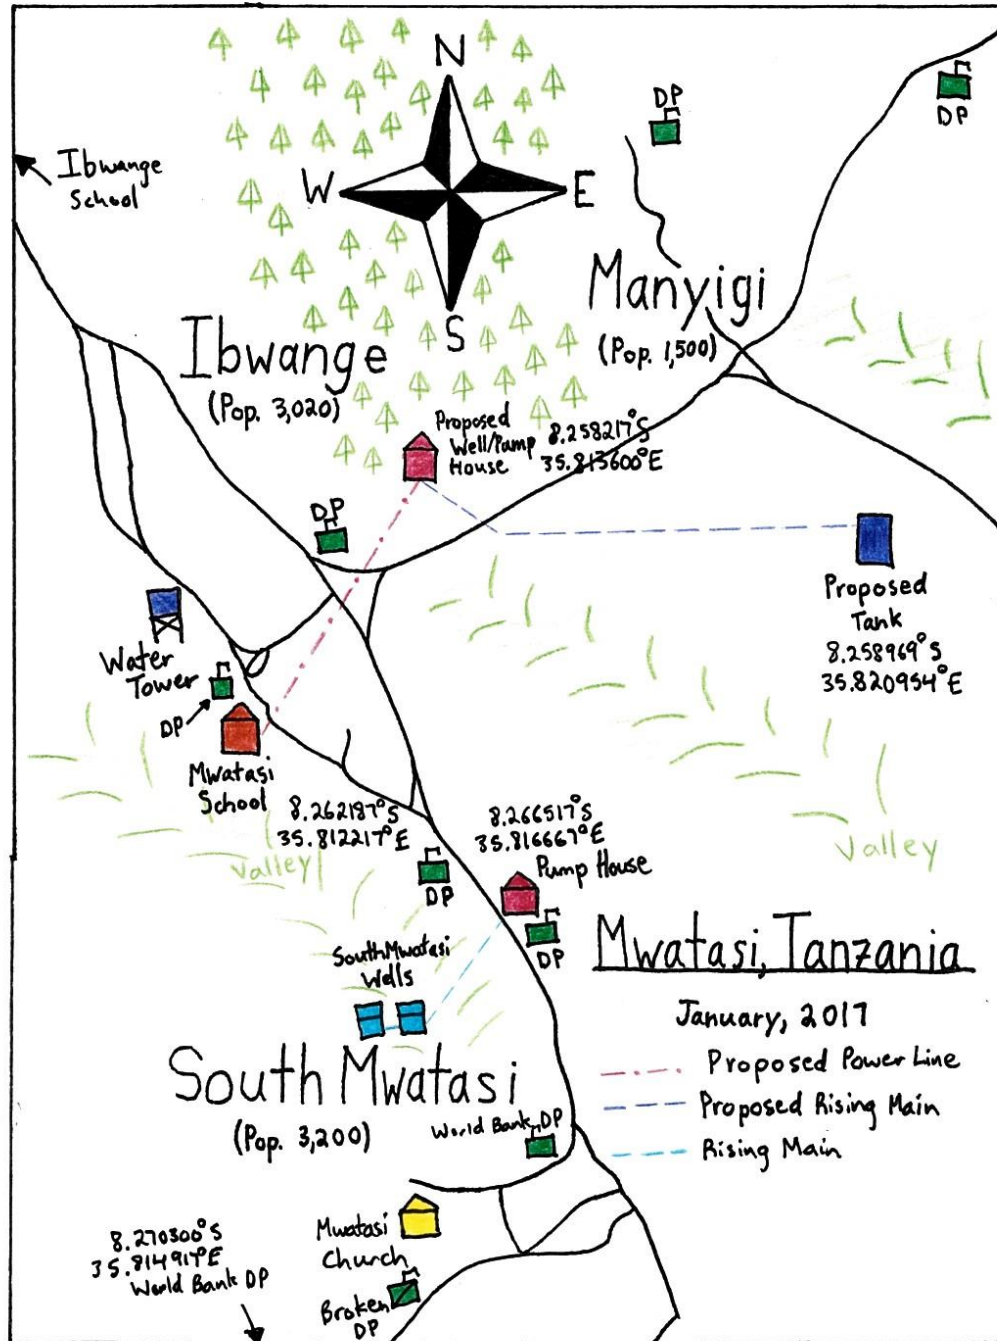 N
DP
DP
Ibwange
School
W
E
Manyigi
(Pop. 1,500)
S
Ibwange
(Pop. 3,020)
Proposed
Well/Pump
House
8.258217°S
35.813600°E
DP
Proposed
Tank
8.258969°S
35.820954°E
Water
Tower
DP
Mwatasi
School
8.262187°S
35.812217°E
8.266517°S
35.816667°E
Pump House
Valley
Valley
DP
DP
South Mwatasi
Wells
Mwatasi, Tanzania
January, 2017
Proposed Power Line
Proposed Rising Main
Rising Main
South Mwatasi
(Pop. 3,200)
World Bank DP
Mwatasi
Church
8.270300°S
35.814917°E
World Bank DP
Broken
DP